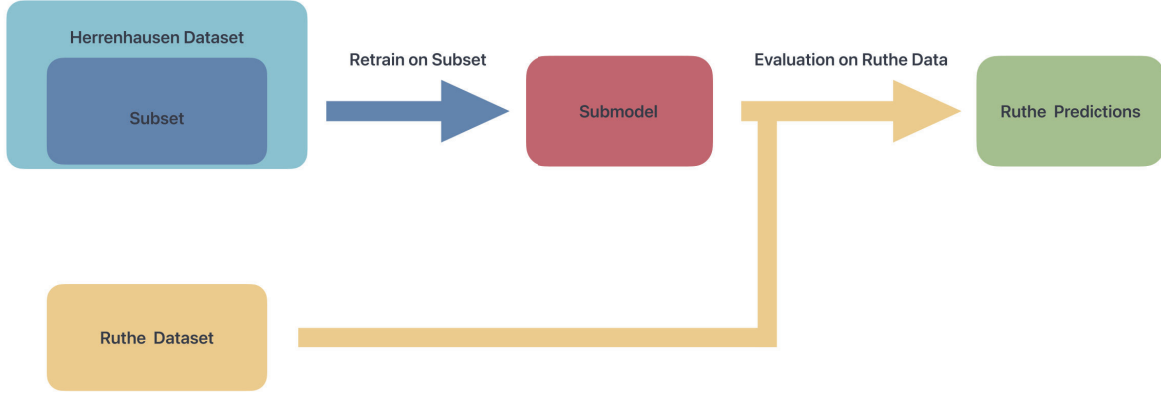 Herrenhausen Dataset
Subset
Retrain on Subset
Submodel
Evaluation on Ruthe Data
Ruthe Predictions
Ruthe Dataset